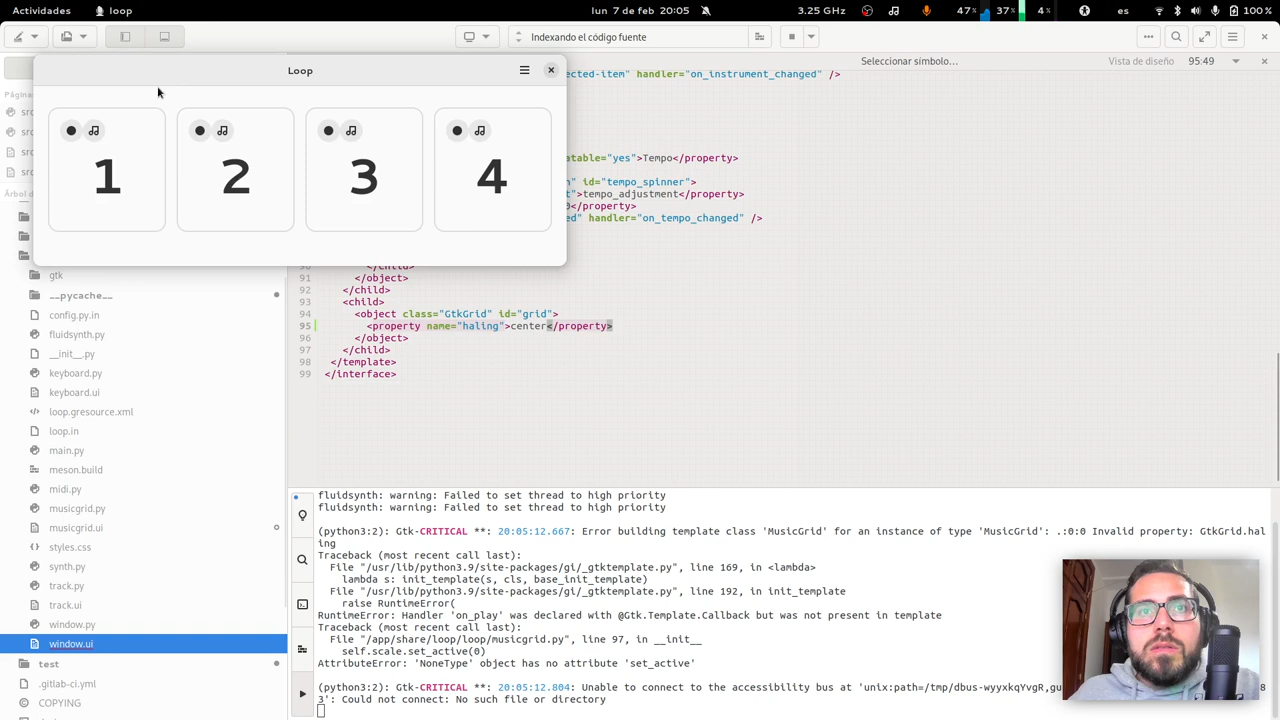 Actividades
loop
lun 7 de feb 20:05
3.25 GHz
47%
37%
4%
es
100 %
Indexando el código fuente
Loop
1
2
3
4
Seleccionar símbolo…
Vista de diseño
95:49
ected-item" handler="on_instrument_changed" />
atable="yes">Tempo</property>
" id="tempo_spinner">
">tempo_adjustment</property>
</property>
ed" handler="on_tempo_changed" />
</child>
91 </object>
92 </child>
93 <child>
94 <object class="GtkGrid" id="grid">
95 <property name="haling">center</property>
96 </object>
97 </child>
98 </template>
99 </interface>
src
src
src
src
gtk
__pycache__
config.py.in
fluidsynth.py
__init__.py
keyboard.py
keyboard.ui
loop.gresource.xml
loop.in
main.py
meson.build
midi.py
musicgrid.py
musicgrid.ui
styles.css
synth.py
track.py
track.ui
window.py
window.ui
test
.gitlab-ci.yml
COPYING
fluidsynth: warning: Failed to set thread to high priority
fluidsynth: warning: Failed to set thread to high priority
(python3:2): Gtk-CRITICAL **: 20:05:12.667: Error building template class 'MusicGrid' for an instance of type 'MusicGrid': .:0:0 Invalid property: GtkGrid.hal
ing
Traceback (most recent call last):
File "/usr/lib/python3.9/site-packages/gi/_gtktemplate.py", line 169, in <lambda>
lambda s: init_template(s, cls, base_init_template)
File "/usr/lib/python3.9/site-packages/gi/_gtktemplate.py", line 192, in init_template
raise RuntimeError(
RuntimeError: Handler 'on_play' was declared with @Gtk.Template.Callback but was not present in template
Traceback (most recent call last):
File "/app/share/loop/loop/musicgrid.py", line 97, in __init__
self.scale.set_active(0)
AttributeError: 'NoneType' object has no attribute 'set_active'
(python3:2): Gtk-CRITICAL **: 20:05:12.804: Unable to connect to the accessibility bus at 'unix:path=/tmp/dbus-wyyxkqYvgR,gu
3': Could not connect: No such file or directory